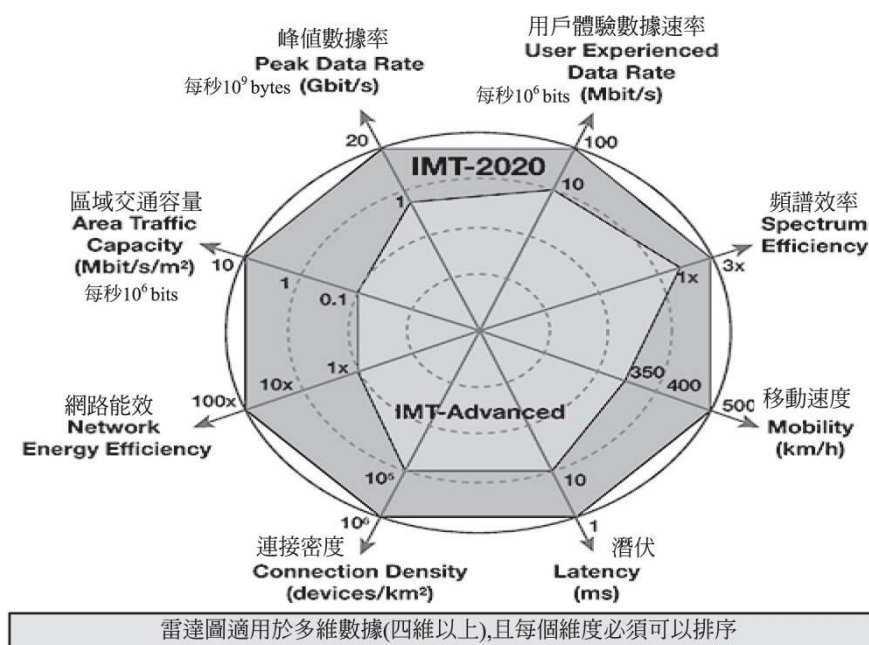 峰值數據率
Peak Data Rate
(Gbit/s)
每秒10⁹ bytes
用戶體驗數據速率
User Experienced
Data Rate
(Mbit/s)
每秒10⁶ bits
20
100
IMT-2020
1
10
區域交通容量
Area Traffic
Capacity
(Mbit/s/m²)
每秒10⁶ bits
10
1
0.1
頻譜效率
Spectrum
Efficiency
3x
1x
網路能效
Network
Energy Efficiency
100x
10x
1x
IMT-Advanced
350
400
500
移動速度
Mobility
(km/h)
10⁵
10⁶
連接密度
Connection Density
(devices/km²)
10
1
潛伏
Latency
(ms)
雷達圖適用於多維數據(四維以上),且每個維度必須可以排序